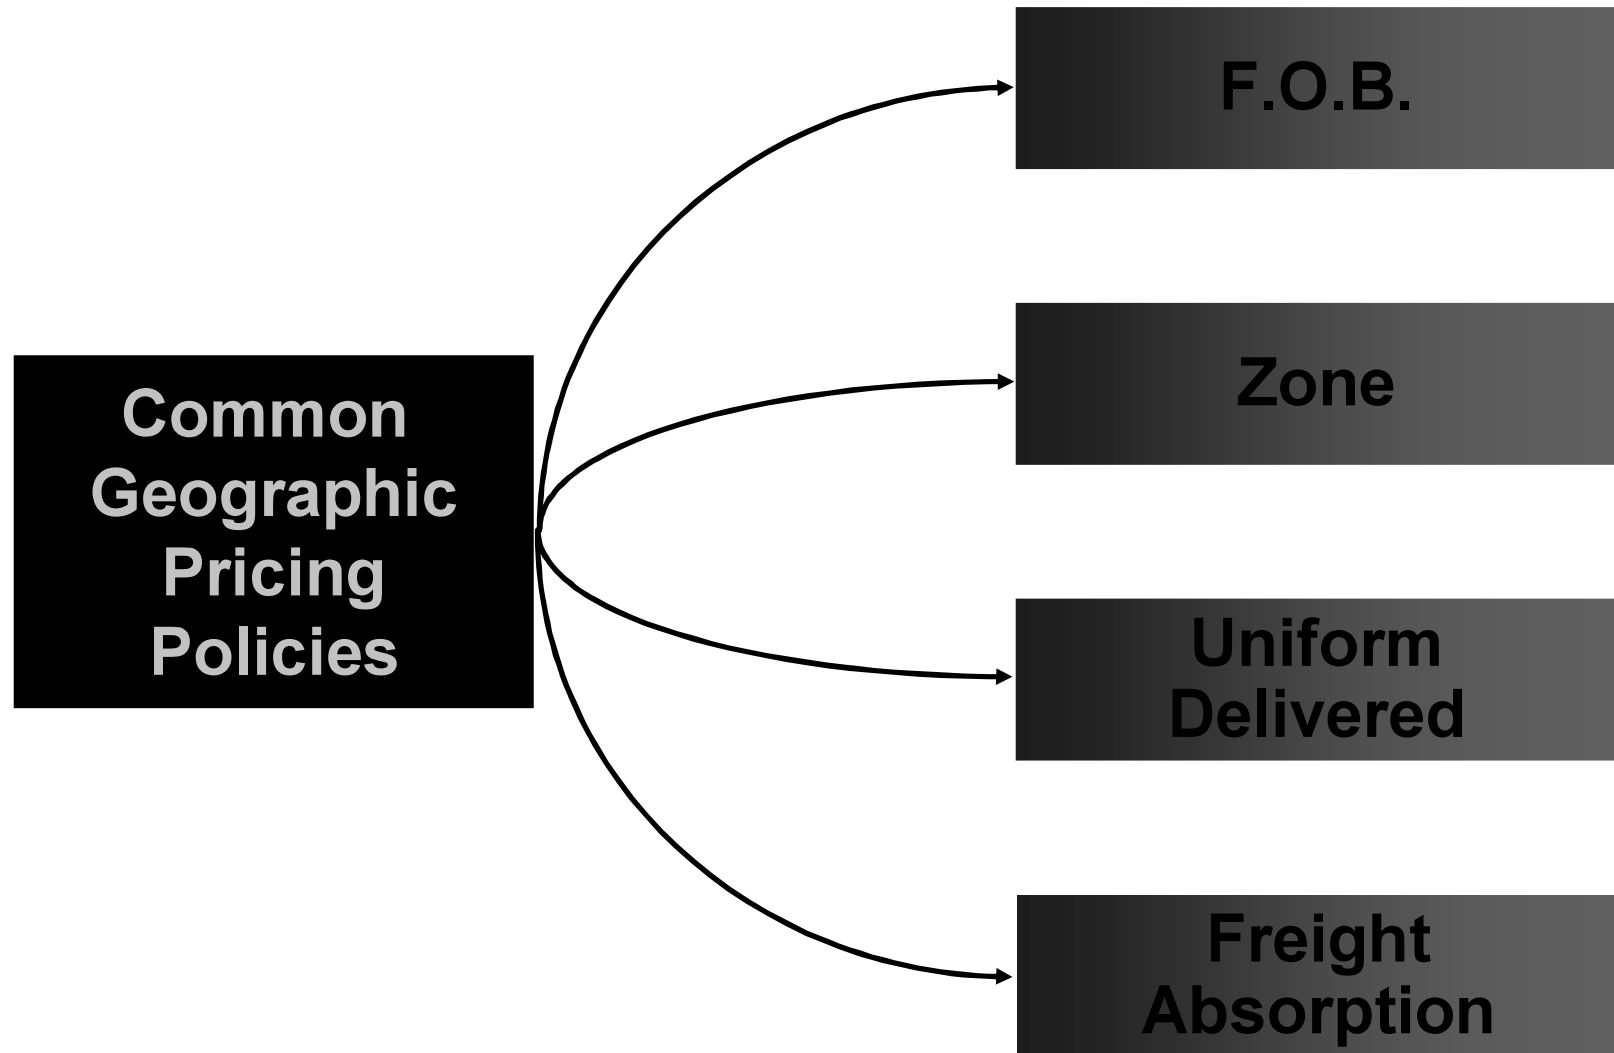 Common
Geographic
Pricing
Policies
F.O.B.
Zone
Uniform
Delivered
Freight
Absorption